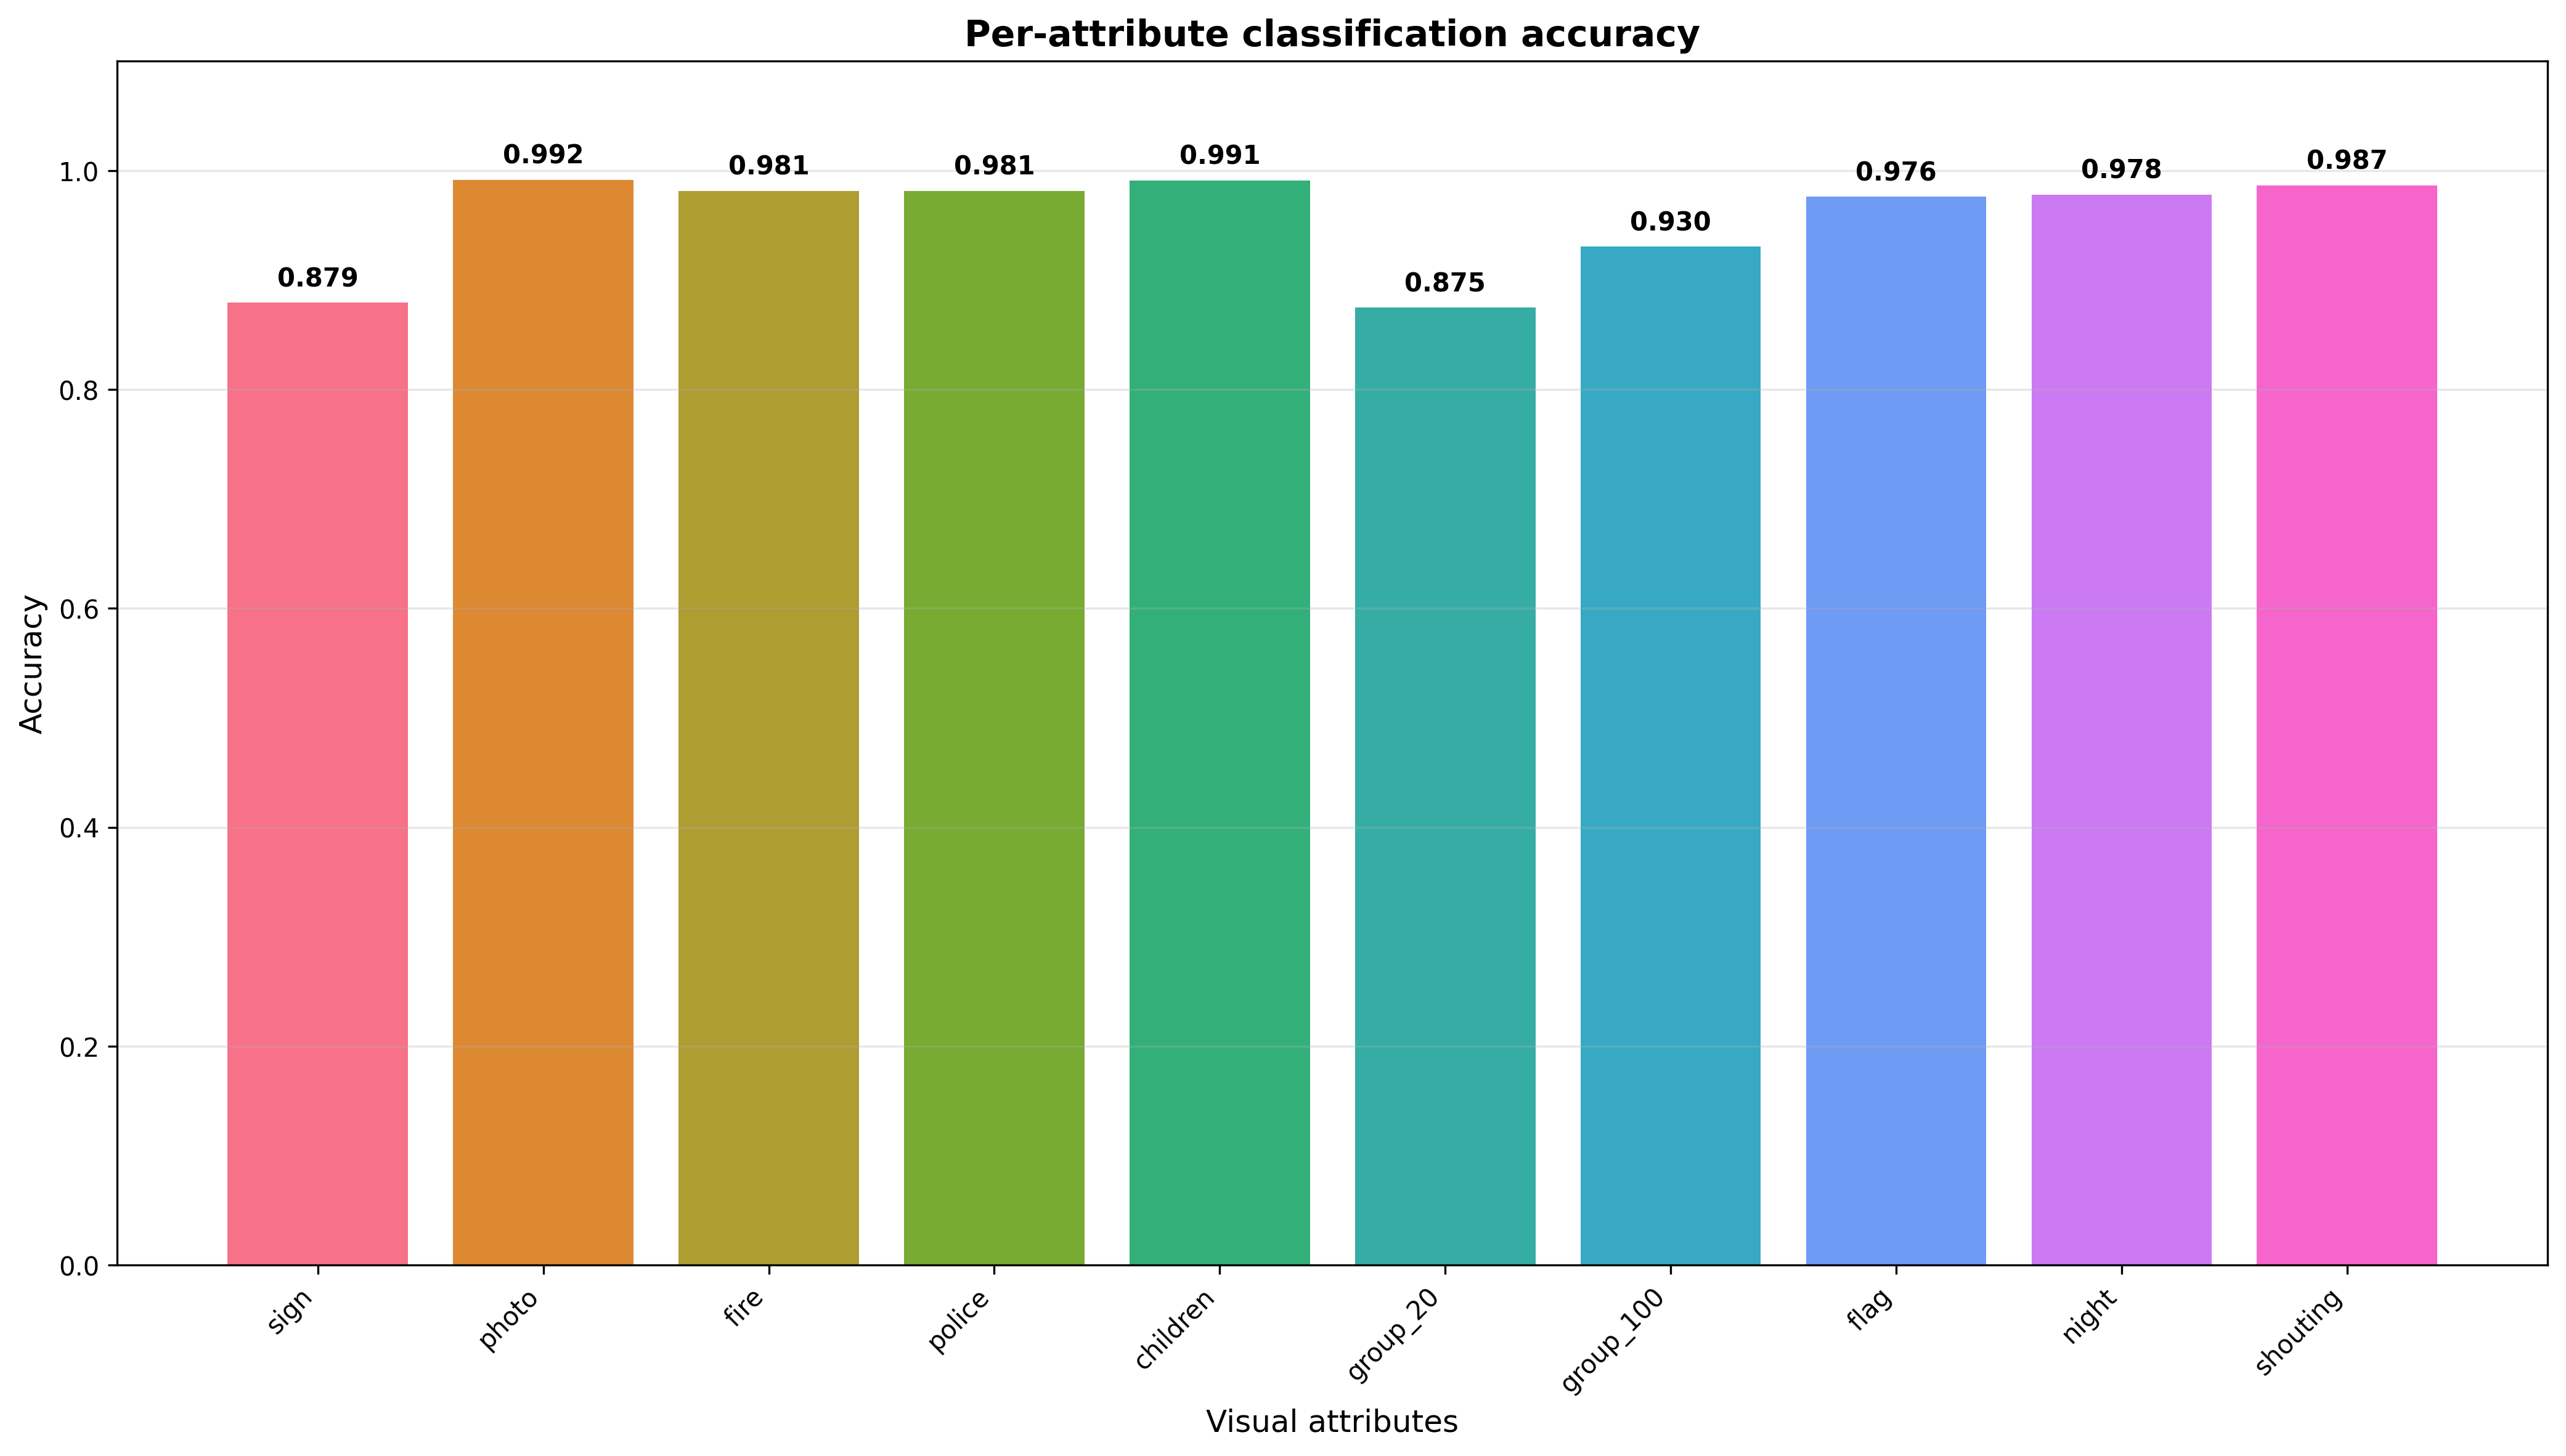 Per-attribute classification accuracy
0.879
0.992
0.981
0.981
0.991
0.875
0.930
0.976
0.978
0.987
1.0
0.8
0.6
0.4
0.2
0.0
Accuracy
sign
photo
fire
police
children
group_20
group_100
flag
night
shouting
Visual attributes